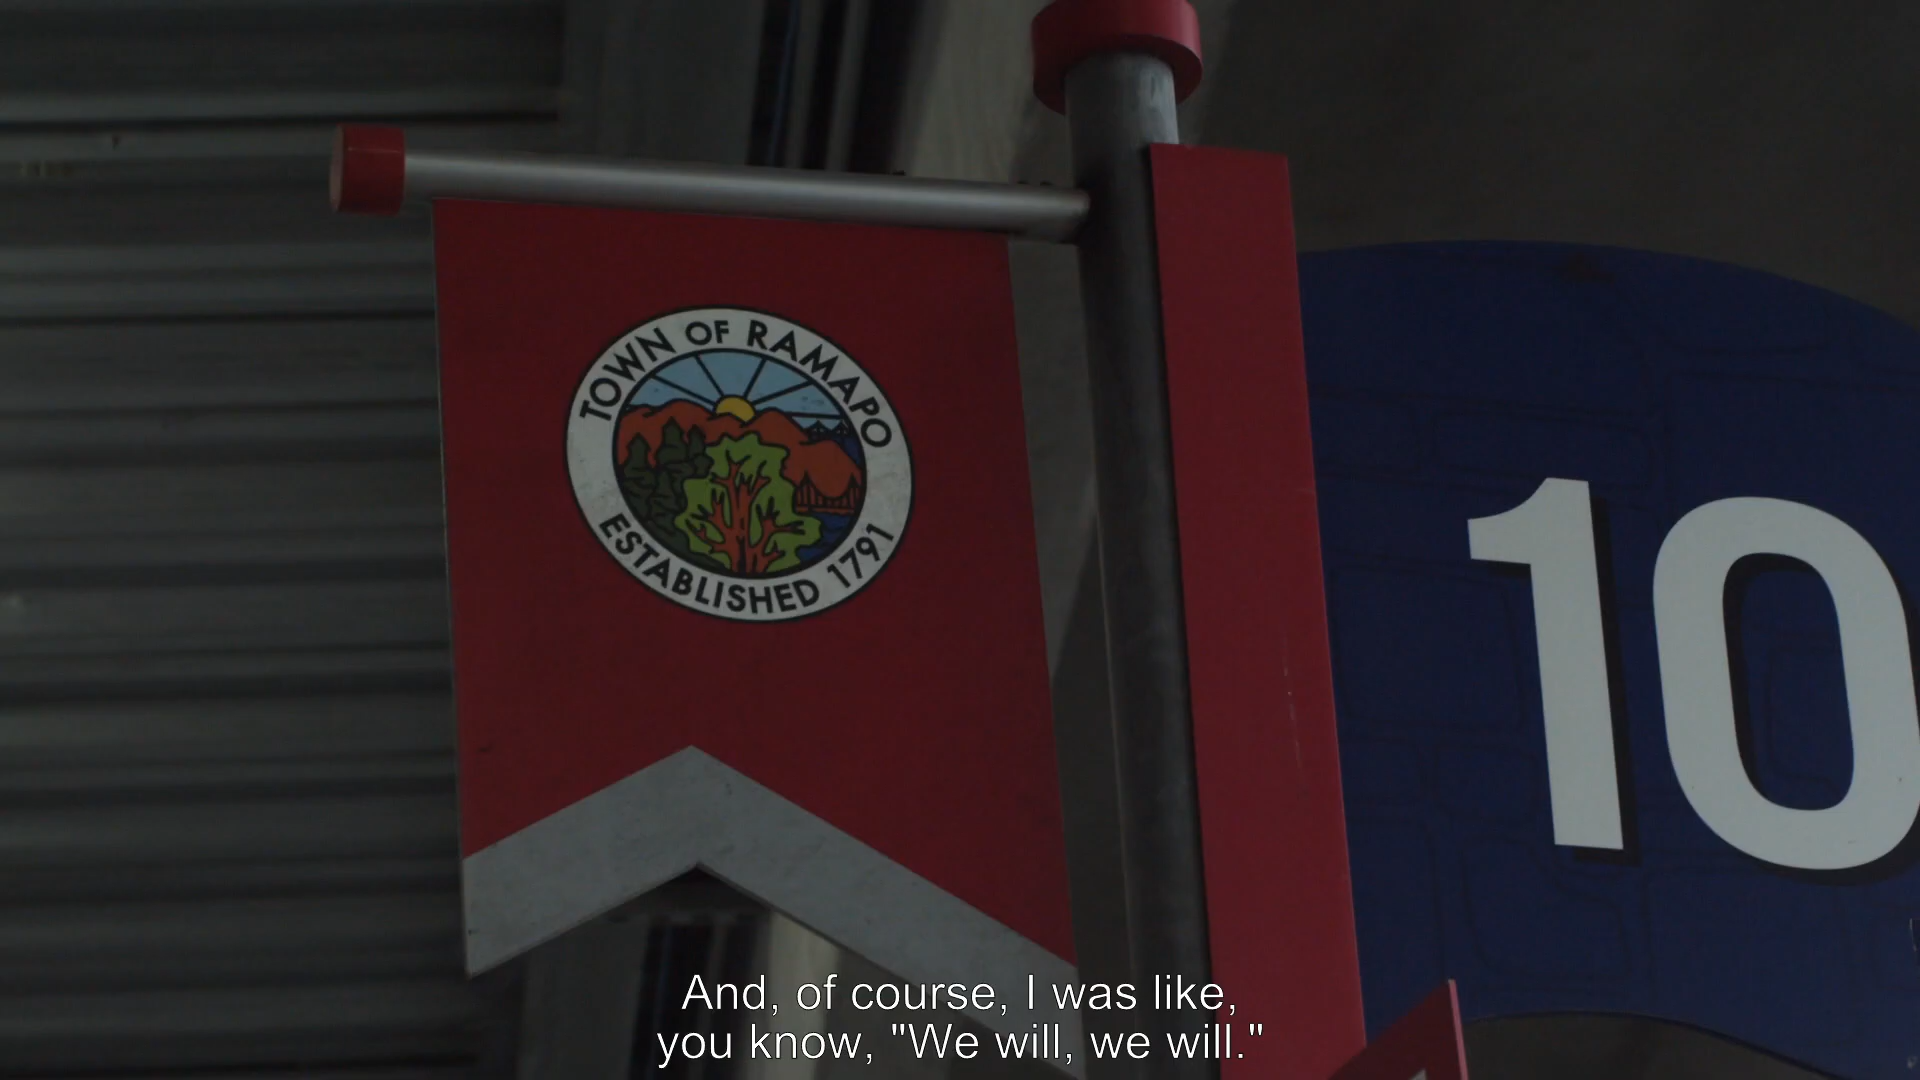 TOWN OF RAMAPO
ESTABLISHED 1791
10
And, of course, I was like,
you know, "We will, we will."